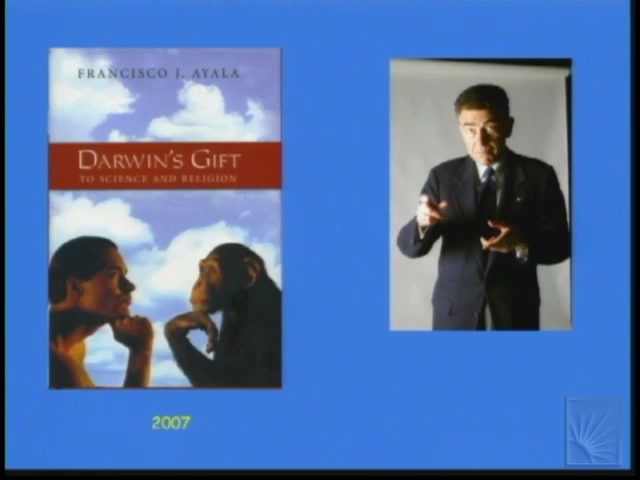 FRANCISCO J. AYALA
DARWIN'S GIFT
TO SCIENCE AND RELIGION
2007